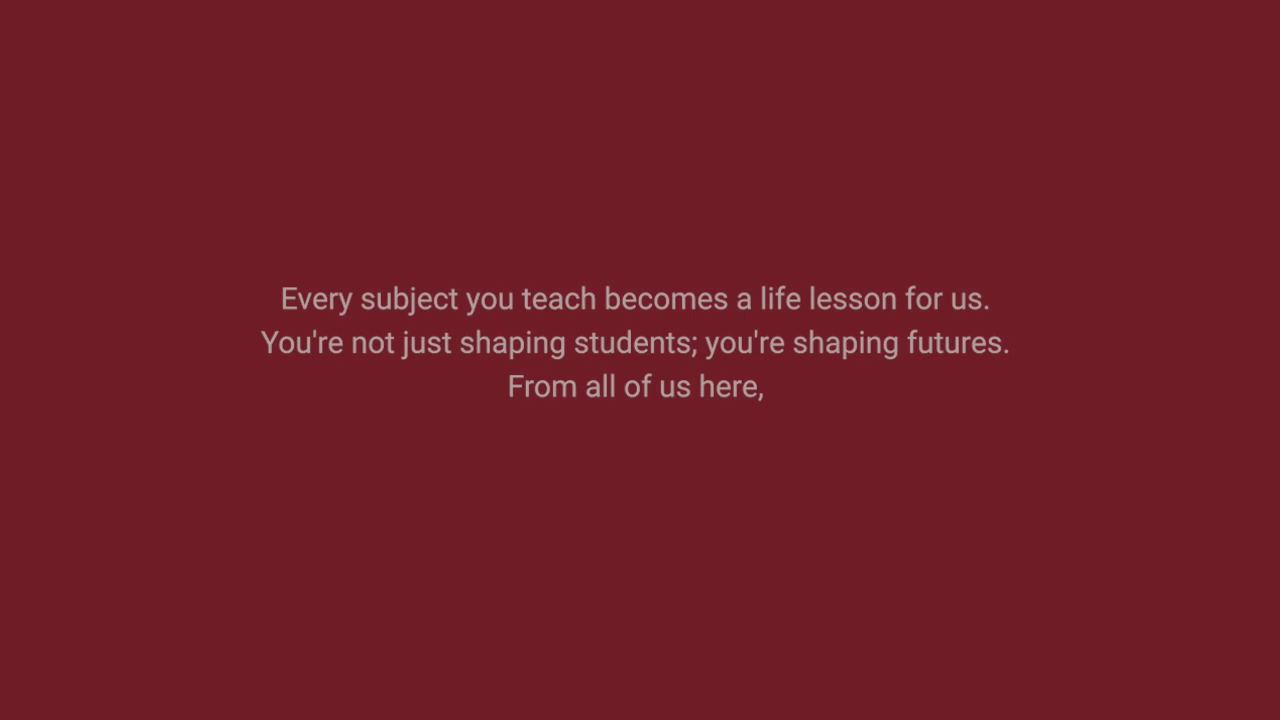 Every subject you teach becomes a life lesson for us.
You're not just shaping students; you're shaping futures.
From all of us here,